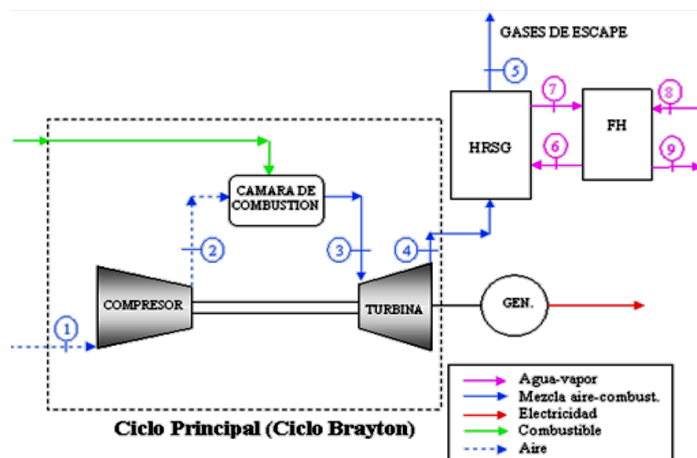 GASES DE ESCAPE
5
7
8
HRSG
FH
6
9
CAMARA DE
COMBUSTION
2
3
4
COMPRESOR
TURBINA
GEN.
1
Agua-vapor
Mezcla aire-combust.
Electricidad
Combustible
Aire
Ciclo Principal (Ciclo Brayton)